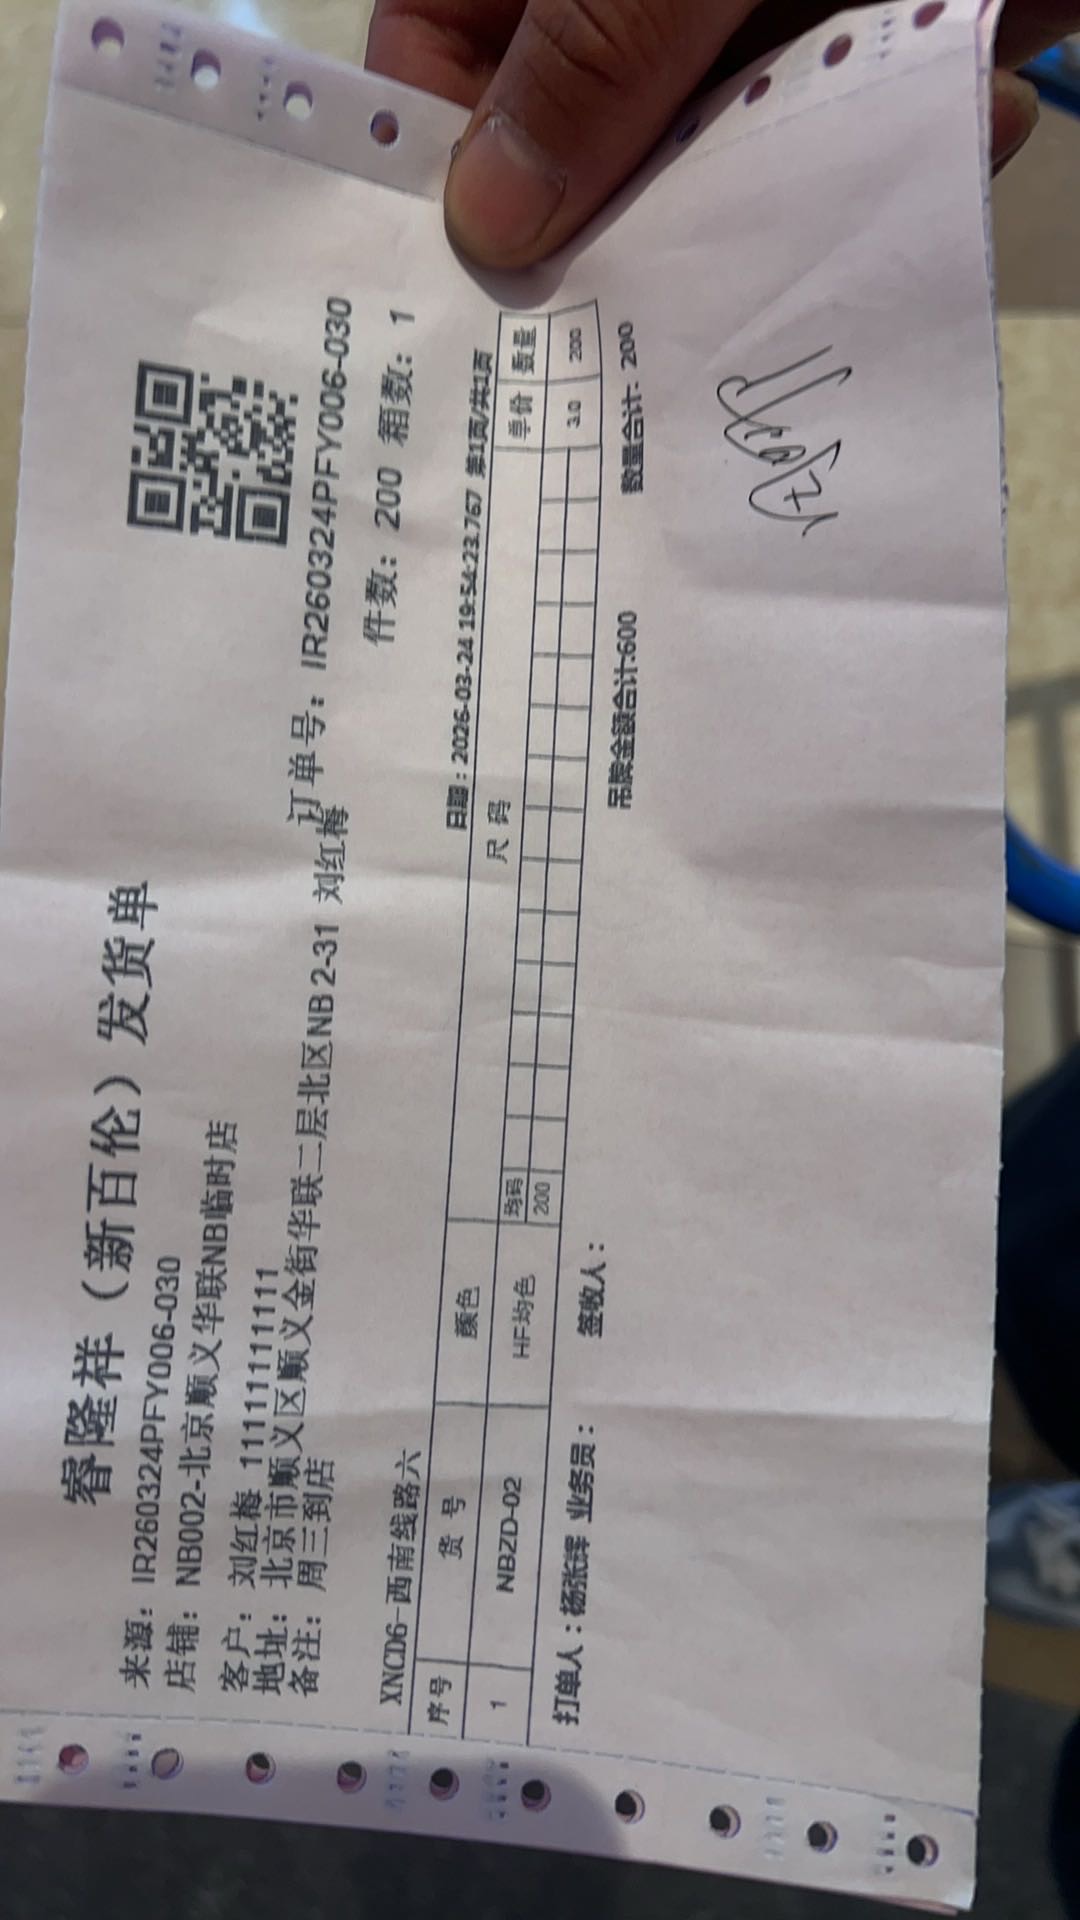 睿隆祥（新百伦）发货单
来源：IR260324PFY006-030
店铺：NB002-北京顺义华联NB临时店
客户：刘红梅 11111111111 订单号：IR260324PFY006-030
地址：北京市顺义区顺义金街华联二层北区NB 2-31 刘红梅
备注：周三到店 件数：200 箱数：1
XNCD6-西南线路六 日期：2026-03-24 19:54:23.767 第1页/共1页
序号 货 号 颜色 尺 码 单价 数量
均码
1 NBZD-02 HF均色 200 3.0 200
打单人：杨张辉 业务员： 签收人： 吊牌金额合计:600 数量合计：200